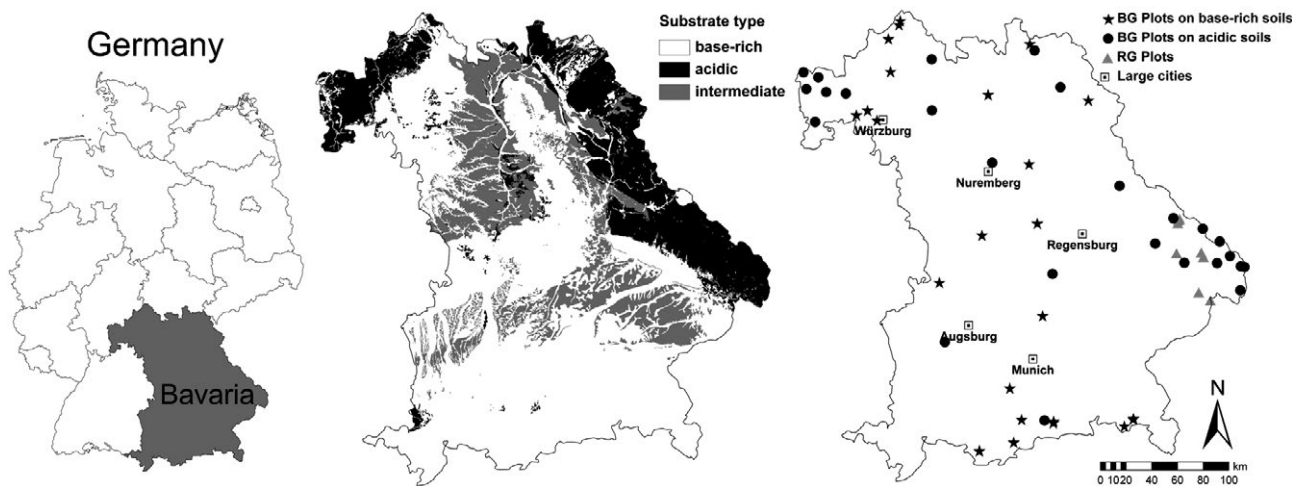 Germany
Bavaria
Substrate type
base-rich
acidic
intermediate
BG Plots on base-rich soils
BG Plots on acidic soils
RG Plots
Large cities
Würzburg
Nuremberg
Regensburg
Augsburg
Munich
N
km
0 10 20 40 60 80 100